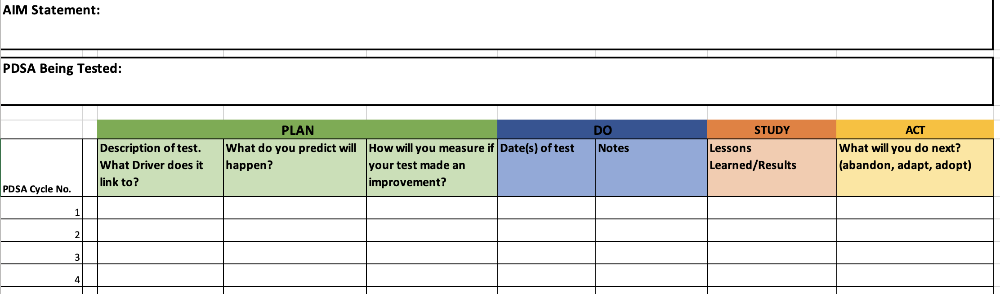 AIM Statement:
PDSA Being Tested:
PLAN
DO
STUDY
ACT
PDSA Cycle No.
Description of test.
What Driver does it
link to?
What do you predict will
happen?
How will you measure if
your test made an
improvement?
Date(s) of test
Notes
Lessons
Learned/Results
What will you do next?
(abandon, adapt, adopt)
1
2
3
4